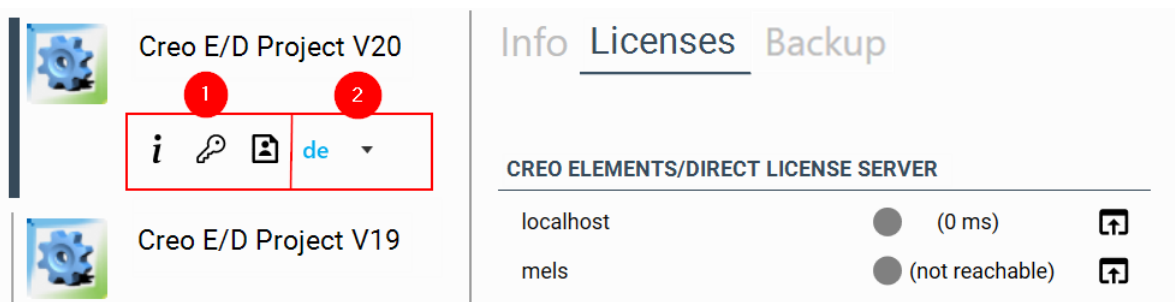 Creo E/D Project V20
1 2
i de
Creo E/D Project V19
Info Licenses Backup
CREO ELEMENTS/DIRECT LICENSE SERVER
localhost (0 ms)
mels (not reachable)